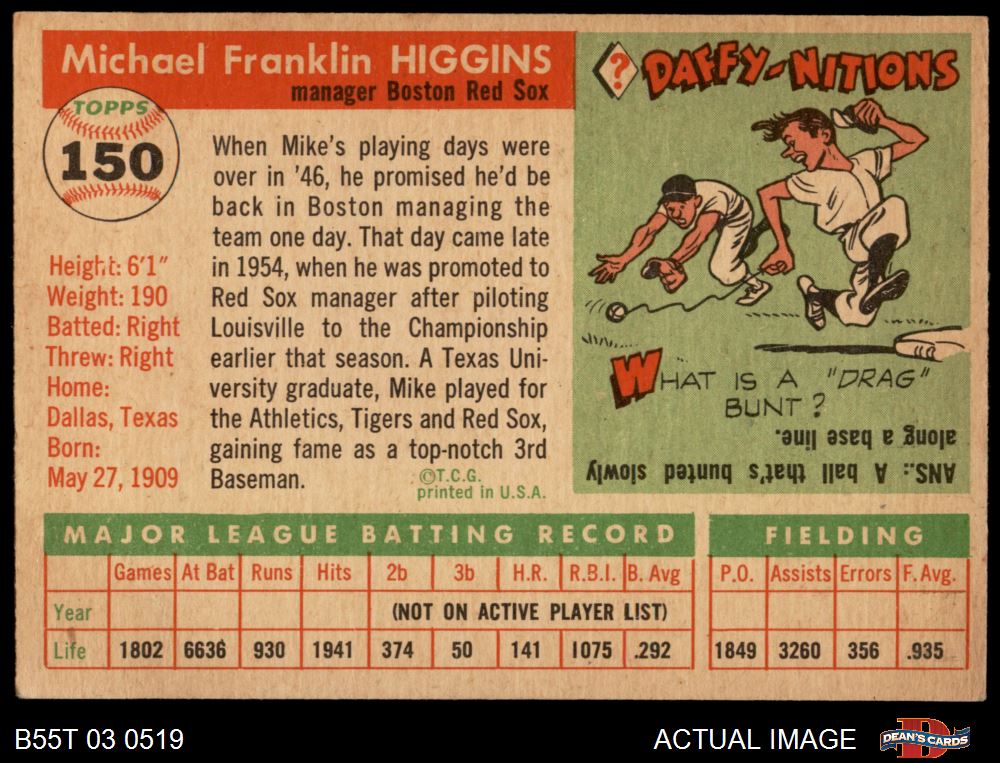 Michael Franklin HIGGINS
manager Boston Red Sox
TOPPS
150
Height: 6'1"
Weight: 190
Batted: Right
Threw: Right
Home:
Dallas, Texas
Born:
May 27, 1909
When Mike's playing days were
over in '46, he promised he'd be
back in Boston managing the
team one day. That day came late
in 1954, when he was promoted to
Red Sox manager after piloting
Louisville to the Championship
earlier that season. A Texas Uni-
versity graduate, Mike played for
the Athletics, Tigers and Red Sox,
gaining fame as a top-notch 3rd
Baseman.
©T.C.G.
printed in U.S.A.
? DAFFY-NITIONS
WHAT IS A "DRAG"
BUNT?
ANS.: A ball that's bunted slowly
along a base line.
MAJOR LEAGUE BATTING RECORD
Games At Bat Runs Hits 2b 3b H.R. R.B.I. B. Avg
Year (NOT ON ACTIVE PLAYER LIST)
Life 1802 6636 930 1941 374 50 141 1075 .292
FIELDING
P.O. Assists Errors F. Avg.
1849 3260 356 .935
B55T 03 0519
ACTUAL IMAGE
D
DEAN'S CARDS